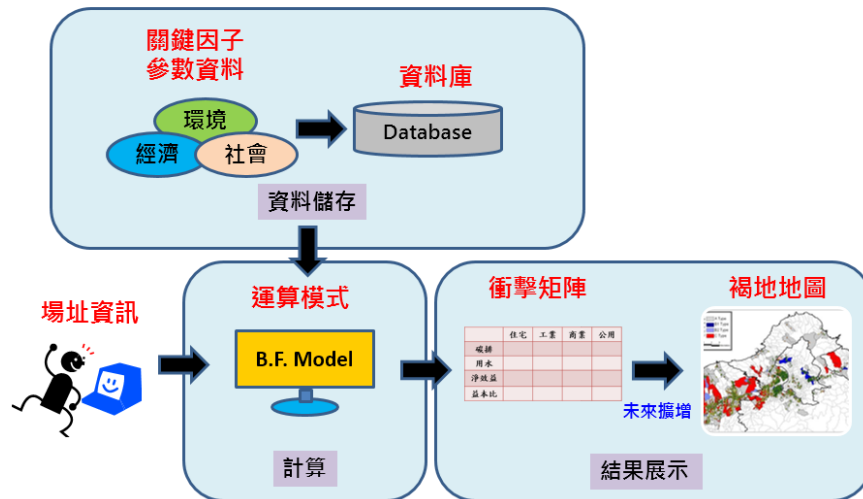 關鍵因子
參數資料
資料庫
環境
經濟
社會
Database
資料儲存
場址資訊
運算模式
B.F. Model
計算
衝擊矩陣
褐地地圖
住宅 工業 商業 公用
碳排
用水
淨效益
益本比
未來擴增
結果展示